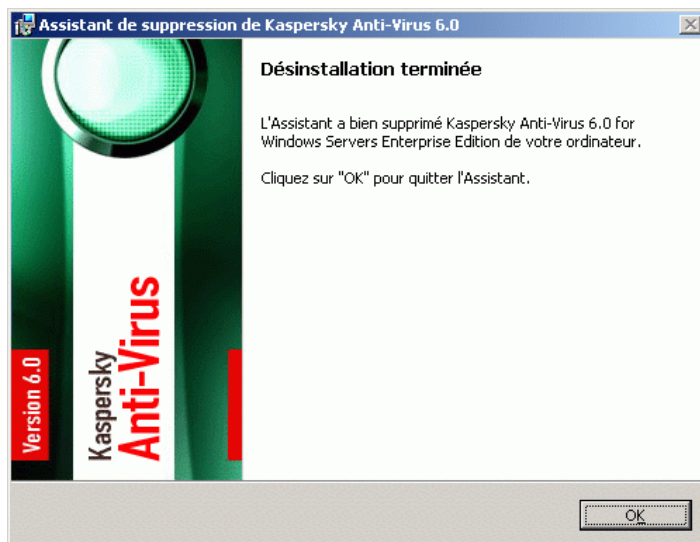 Assistant de suppression de Kaspersky Anti-Virus 6.0
Désinstallation terminée
L'Assistant a bien supprimé Kaspersky Anti-Virus 6.0 for
Windows Servers Enterprise Edition de votre ordinateur.
Cliquez sur "OK" pour quitter l'Assistant.
Version 6.0
Kaspersky
Anti-Virus
OK